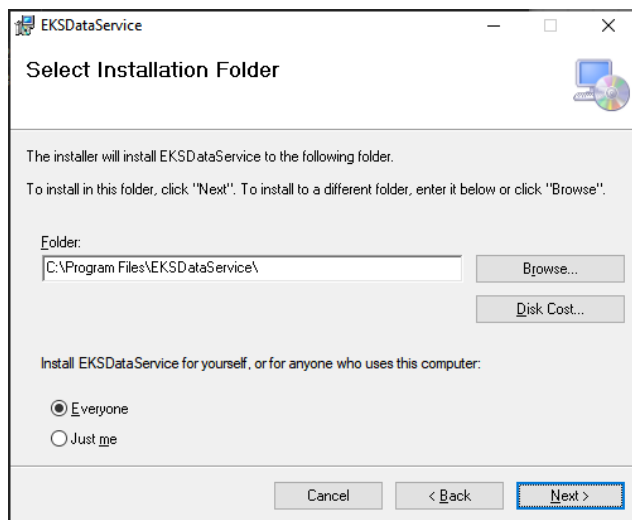 EKSDataService
Select Installation Folder
The installer will install EKSDataService to the following folder.
To install in this folder, click "Next". To install to a different folder, enter it below or click "Browse".
Folder:
C:\Program Files\EKSDataService\
Browse...
Disk Cost...
Install EKSDataService for yourself, or for anyone who uses this computer:
Everyone
Just me
Cancel
< Back
Next >